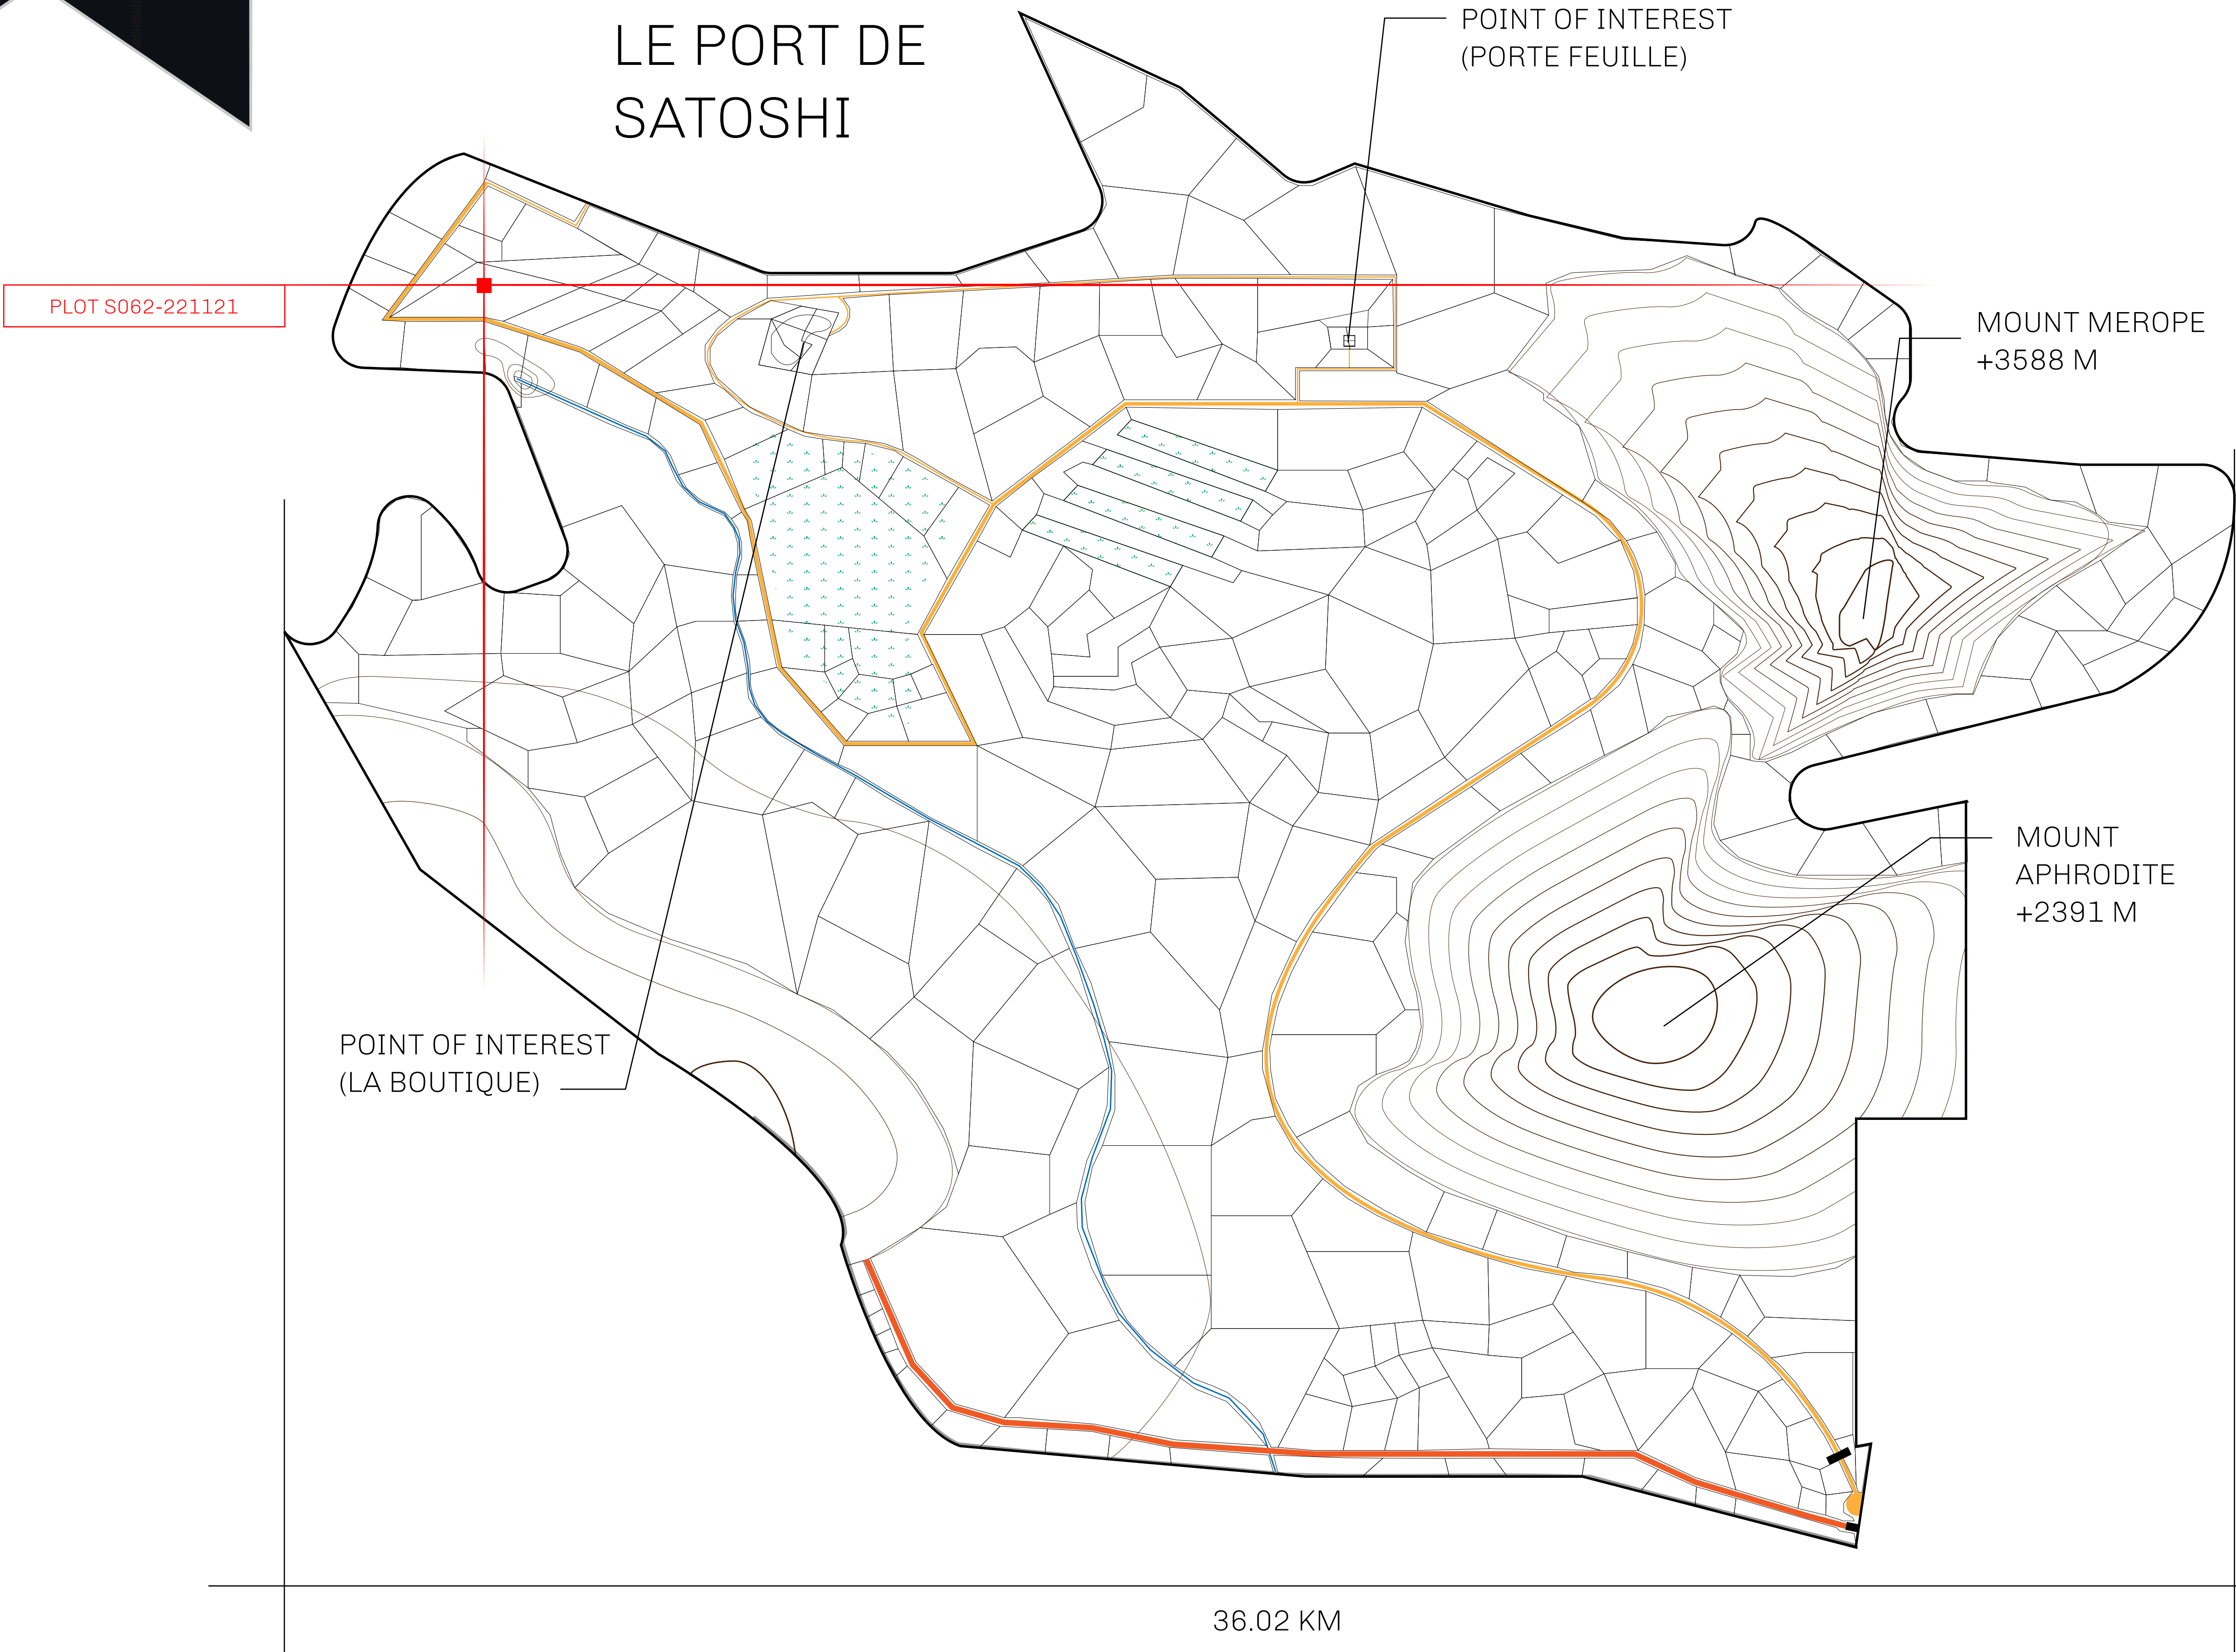 LE PORT DE
SATOSHI
POINT OF INTEREST
(PORTE FEUILLE)
PLOT S062-221121
MOUNT MEROPE
+3588 M
MOUNT
APHRODITE
+2391 M
POINT OF INTEREST
(LA BOUTIQUE)
36.02 KM